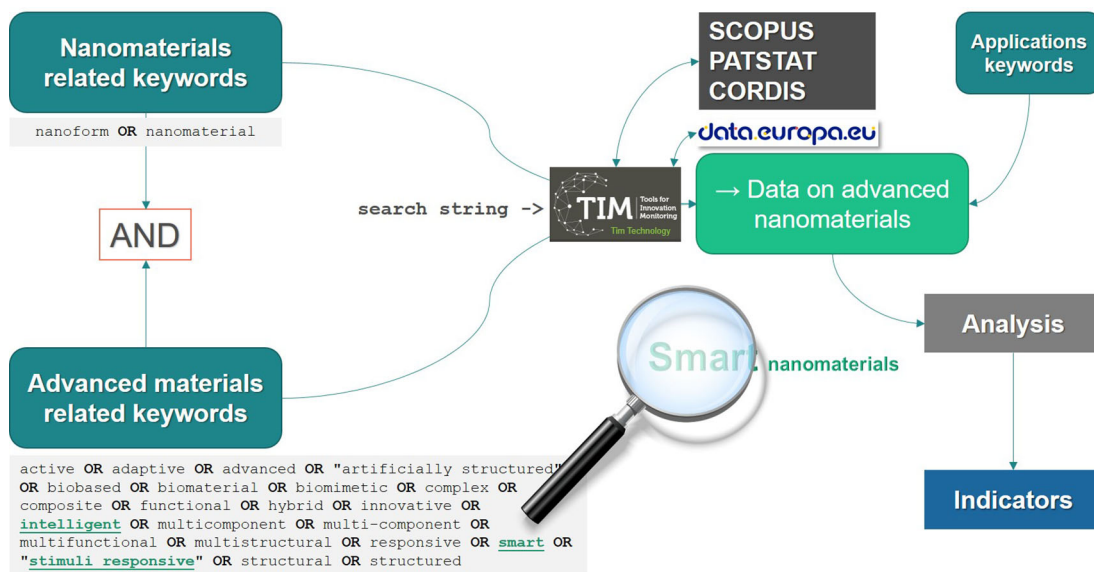 Nanomaterials
related keywords
nanoform OR nanomaterial
AND
Advanced materials
related keywords
active OR adaptive OR advanced OR "artificially structured"
OR biobased OR biomaterial OR biomimetic OR complex OR
composite OR functional OR hybrid OR innovative OR
intelligent OR multicomponent OR multi-component OR
multifunctional OR multistructural OR responsive OR smart OR
"stimuli responsive" OR structural OR structured
search string ->
TIM
Tools for
Innovation
Monitoring
Tim Technology
SCOPUS
PATSTAT
CORDIS
data.europa.eu
Applications
keywords
→ Data on advanced
nanomaterials
Smart nanomaterials
Analysis
Indicators